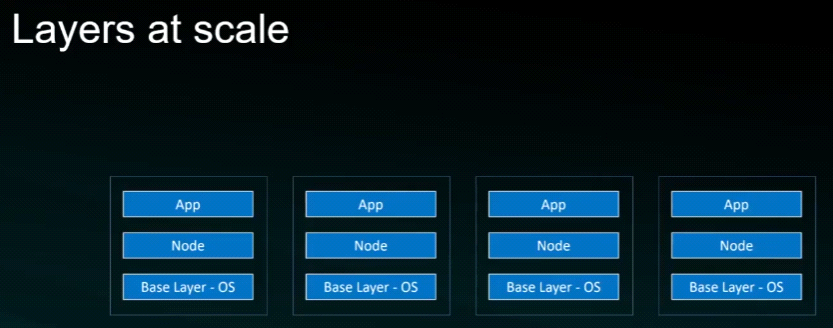 Layers at scale
App
App
App
App
Node
Node
Node
Node
Base Layer - OS
Base Layer - OS
Base Layer - OS
Base Layer - OS